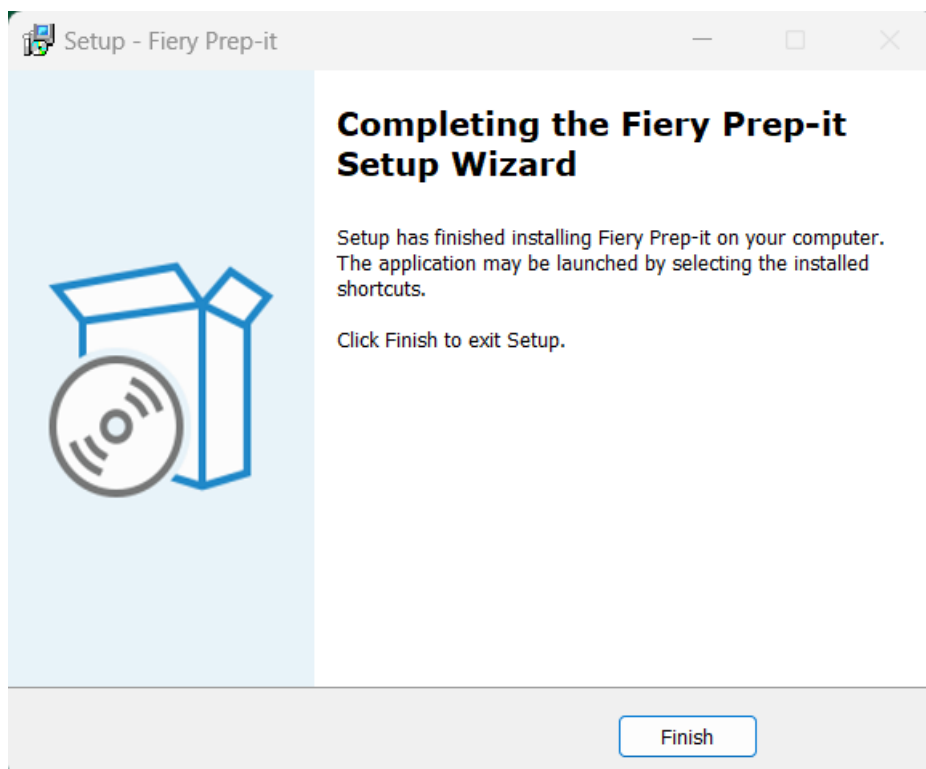 Setup - Fiery Prep-it
Completing the Fiery Prep-it
Setup Wizard
Setup has finished installing Fiery Prep-it on your computer.
The application may be launched by selecting the installed
shortcuts.
Click Finish to exit Setup.
Finish